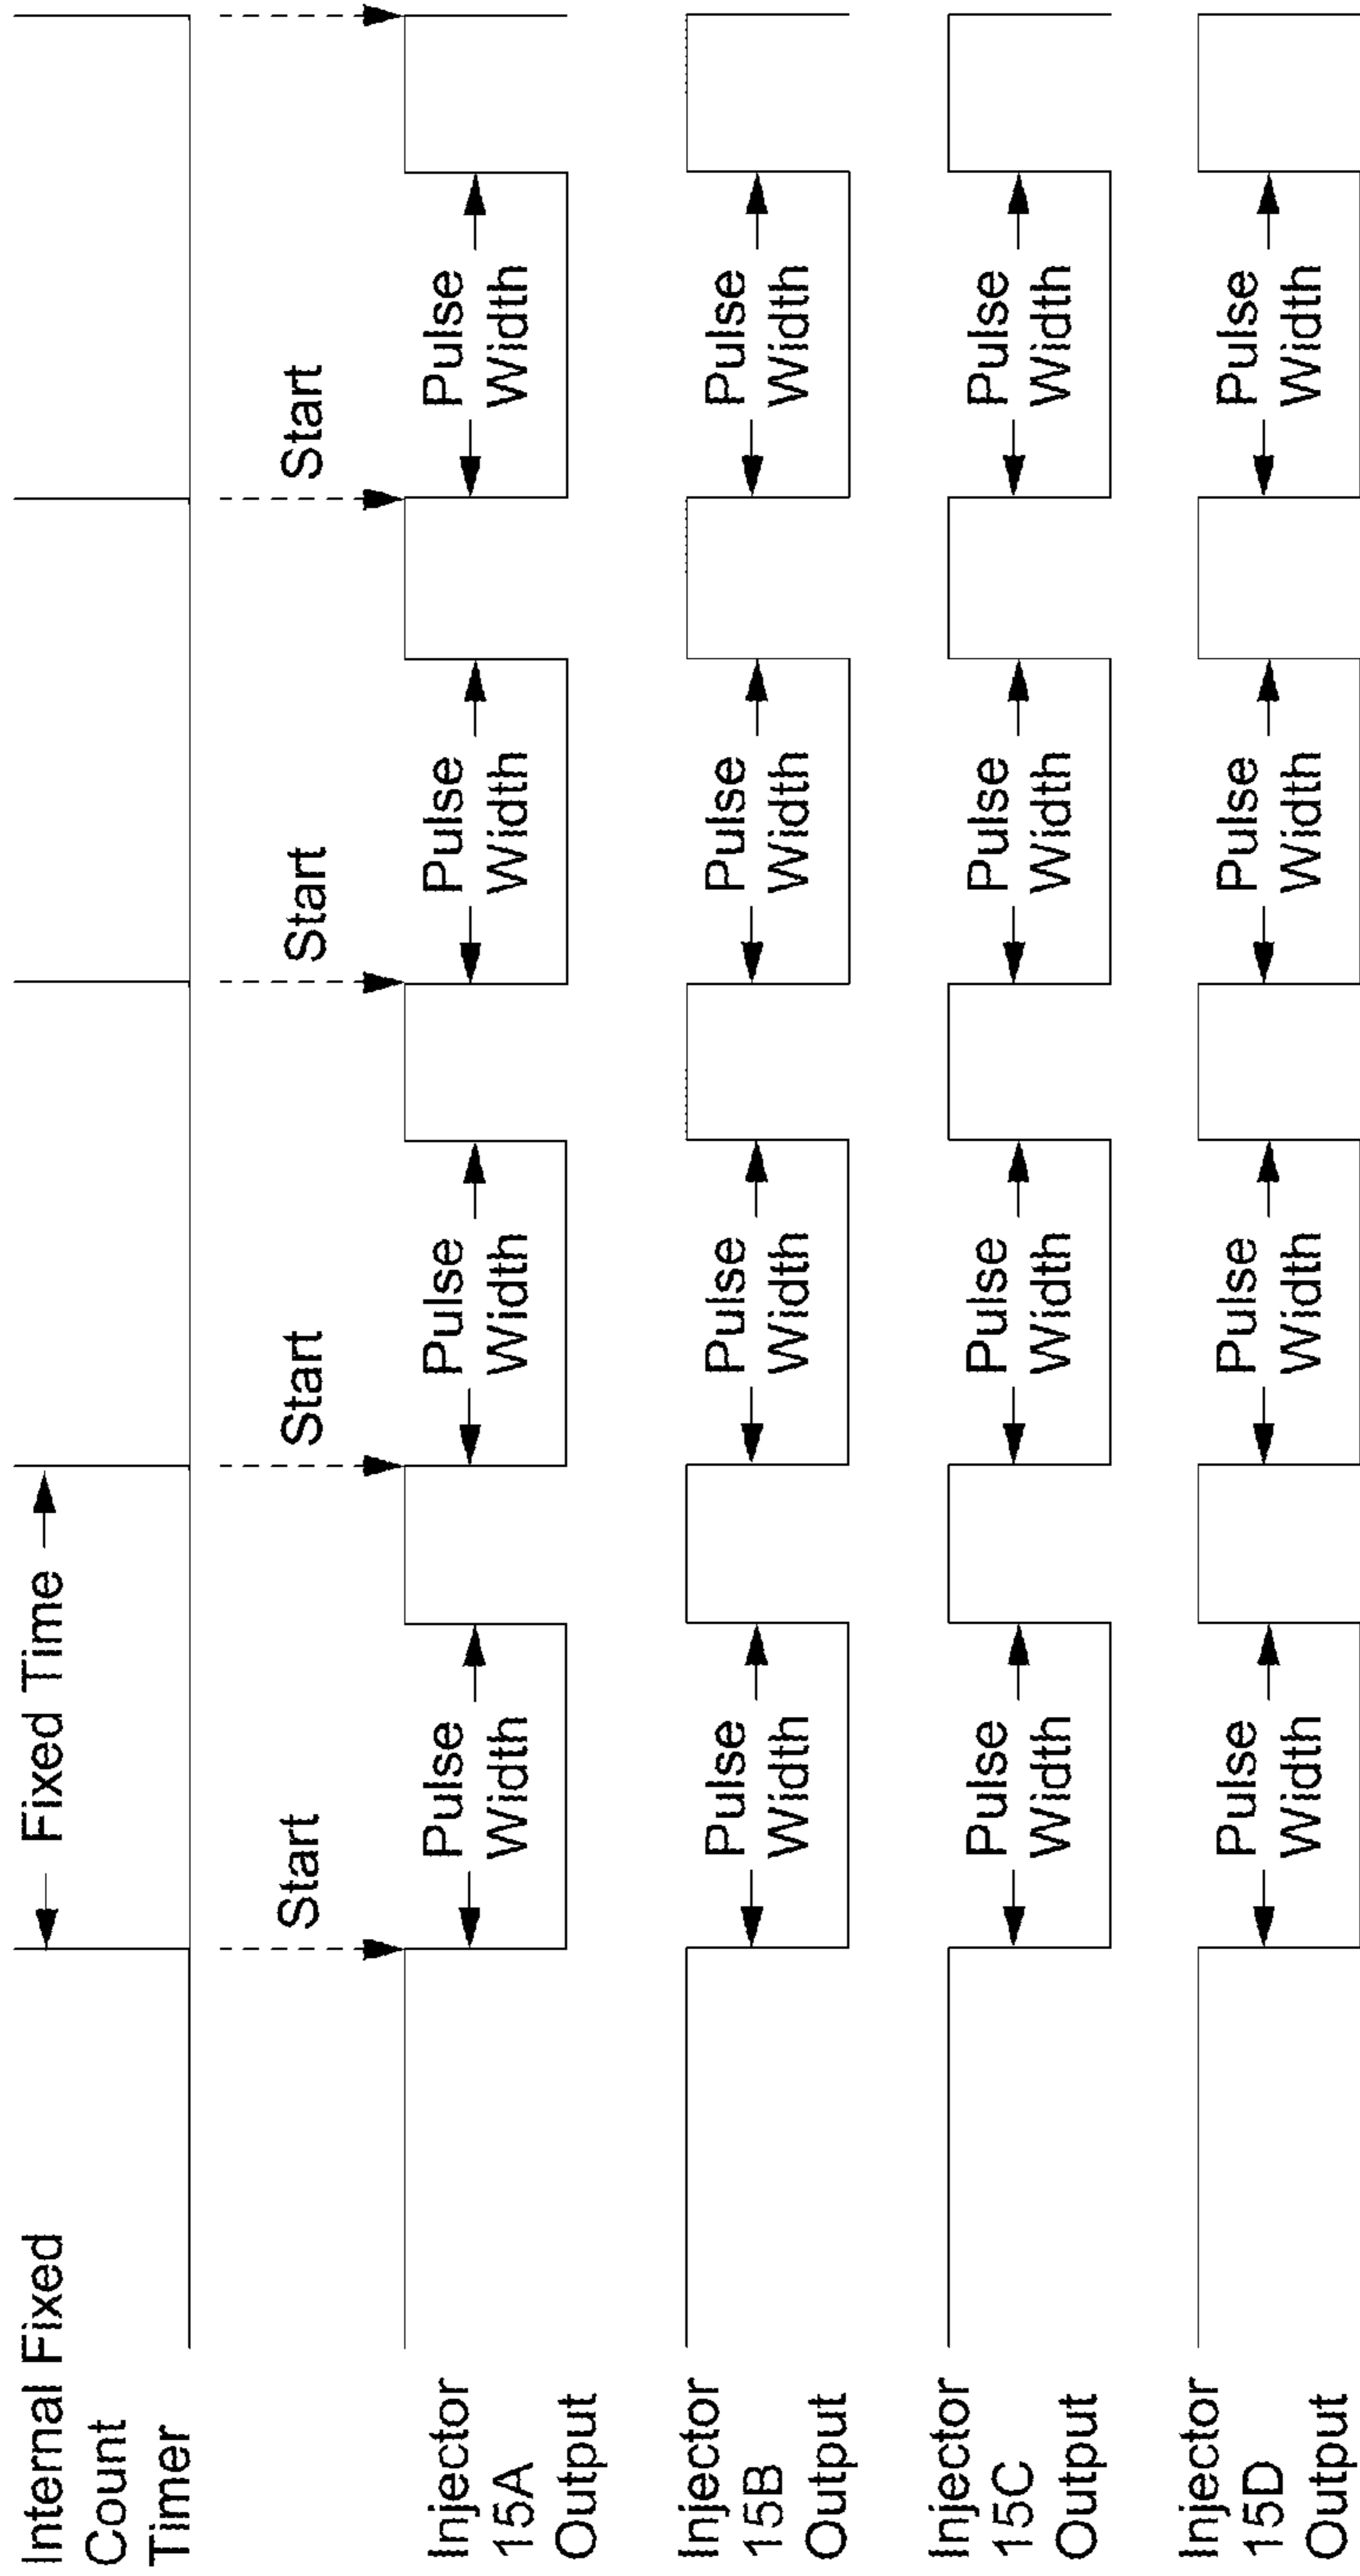 Internal Fixed
Count
Timer
Fixed Time
Start
Start
Start
Start
Injector
15A
Output
Pulse
Width
Pulse
Width
Pulse
Width
Pulse
Width
Injector
15B
Output
Pulse
Width
Pulse
Width
Pulse
Width
Pulse
Width
Injector
15C
Output
Pulse
Width
Pulse
Width
Pulse
Width
Pulse
Width
Injector
15D
Output
Pulse
Width
Pulse
Width
Pulse
Width
Pulse
Width